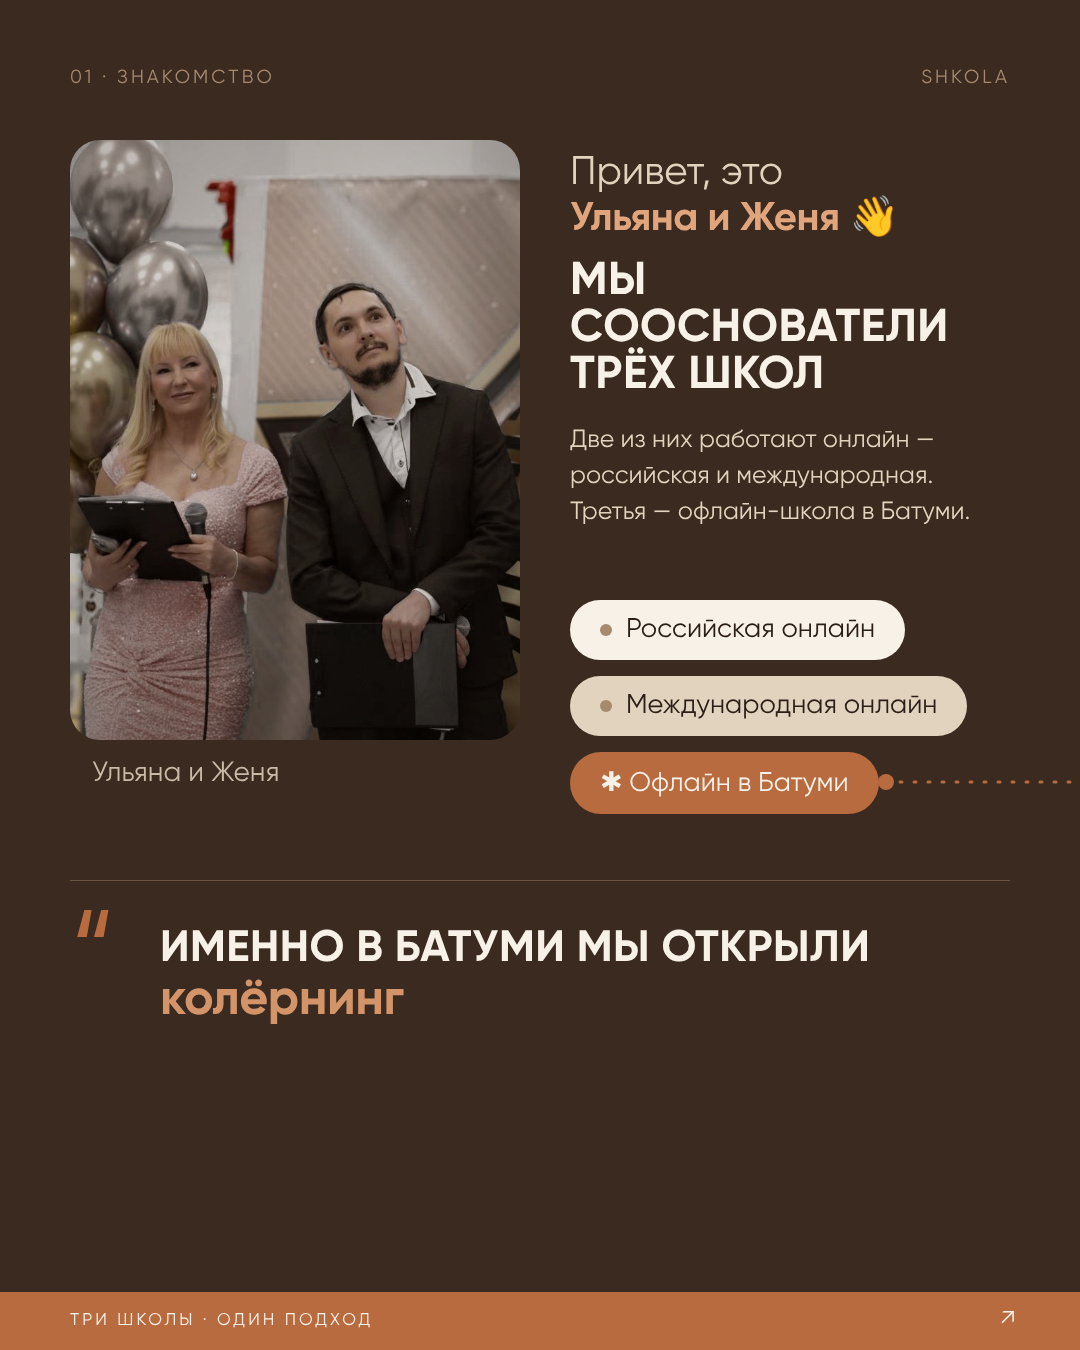 01 · ЗНАКОМСТВО
SHKOLA
Привет, это
Ульяна и Женя 👋
МЫ
СООСНОВАТЕЛИ
ТРЁХ ШКОЛ
Две из них работают онлайн —
российская и международная.
Третья — офлайн-школа в Батуми.
Российская онлайн
Международная онлайн
✱ Офлайн в Батуми
Ульяна и Женя
"
ИМЕННО В БАТУМИ МЫ ОТКРЫЛИ
колёрнинг
ТРИ ШКОЛЫ · ОДИН ПОДХОД
↗